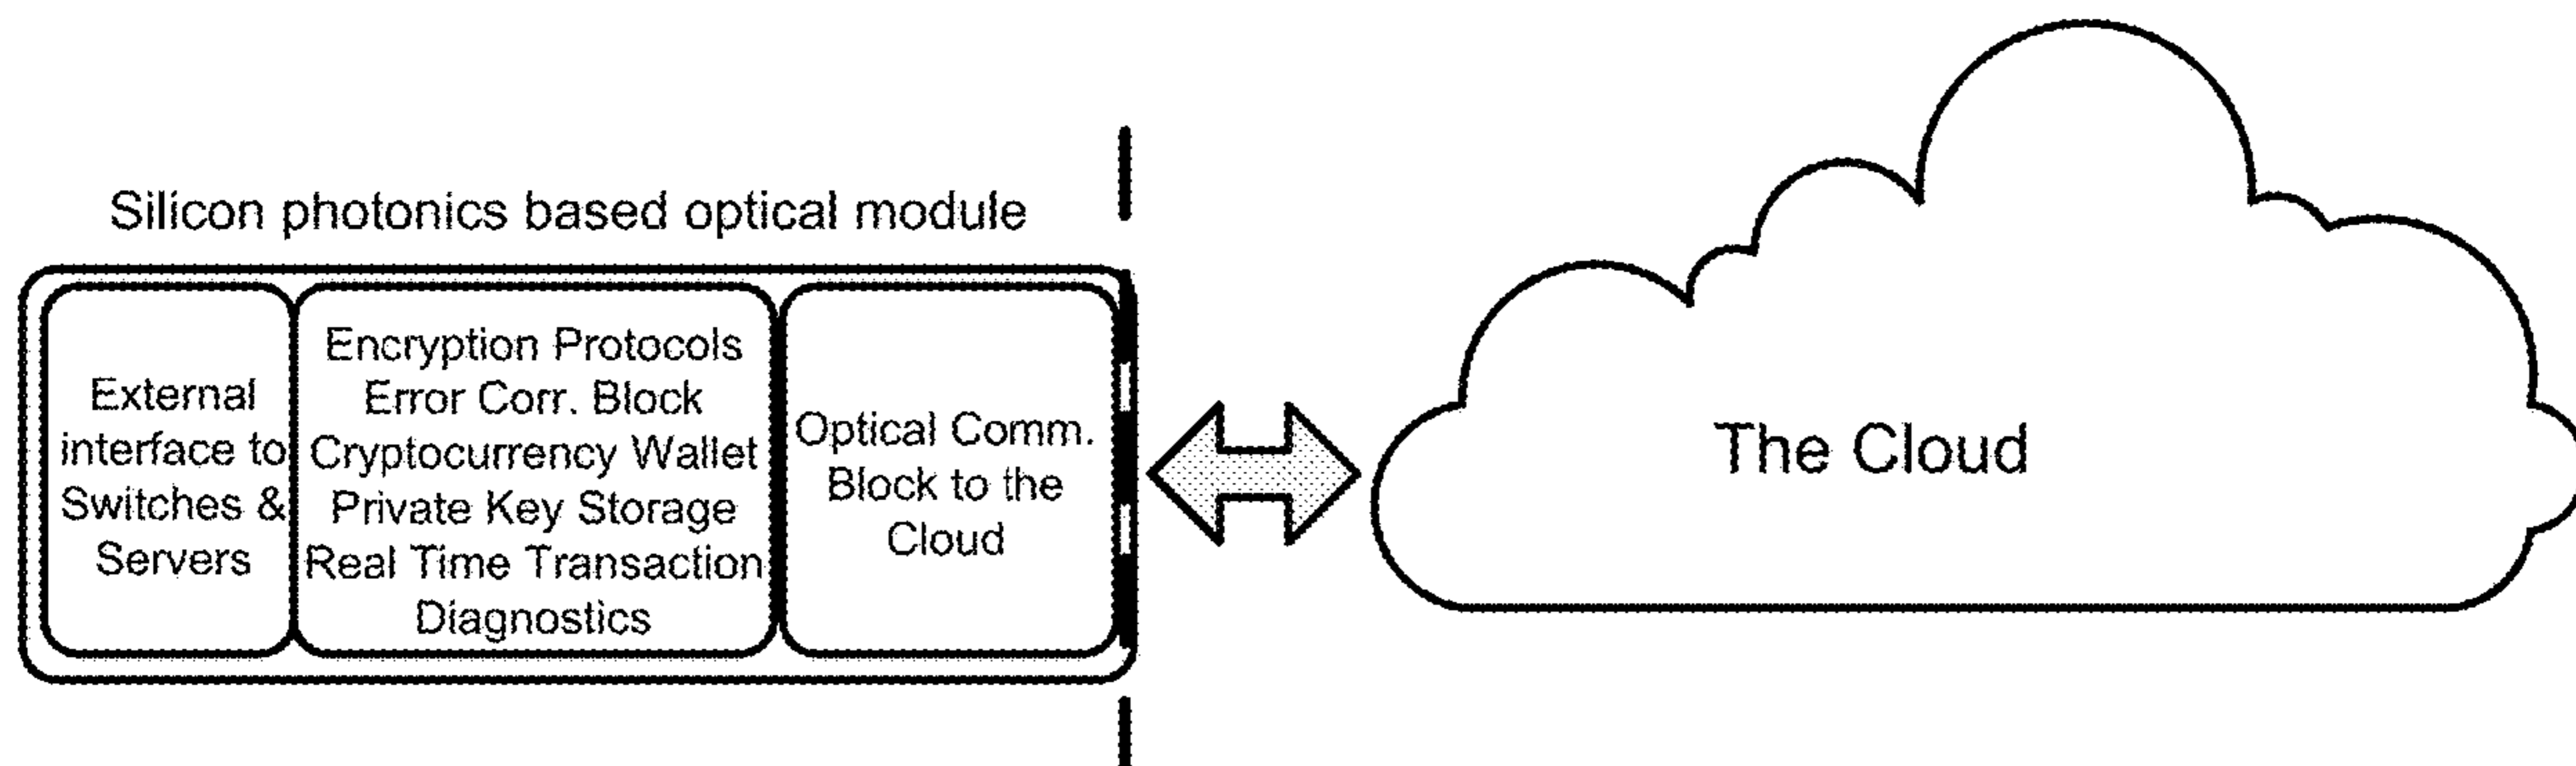 Silicon photonics based optical module
External
interface to
Switches &
Servers
Encryption Protocols
Error Corr. Block
Cryptocurrency Wallet
Private Key Storage
Real Time Transaction
Diagnostics
Optical Comm.
Block to the
Cloud
The Cloud